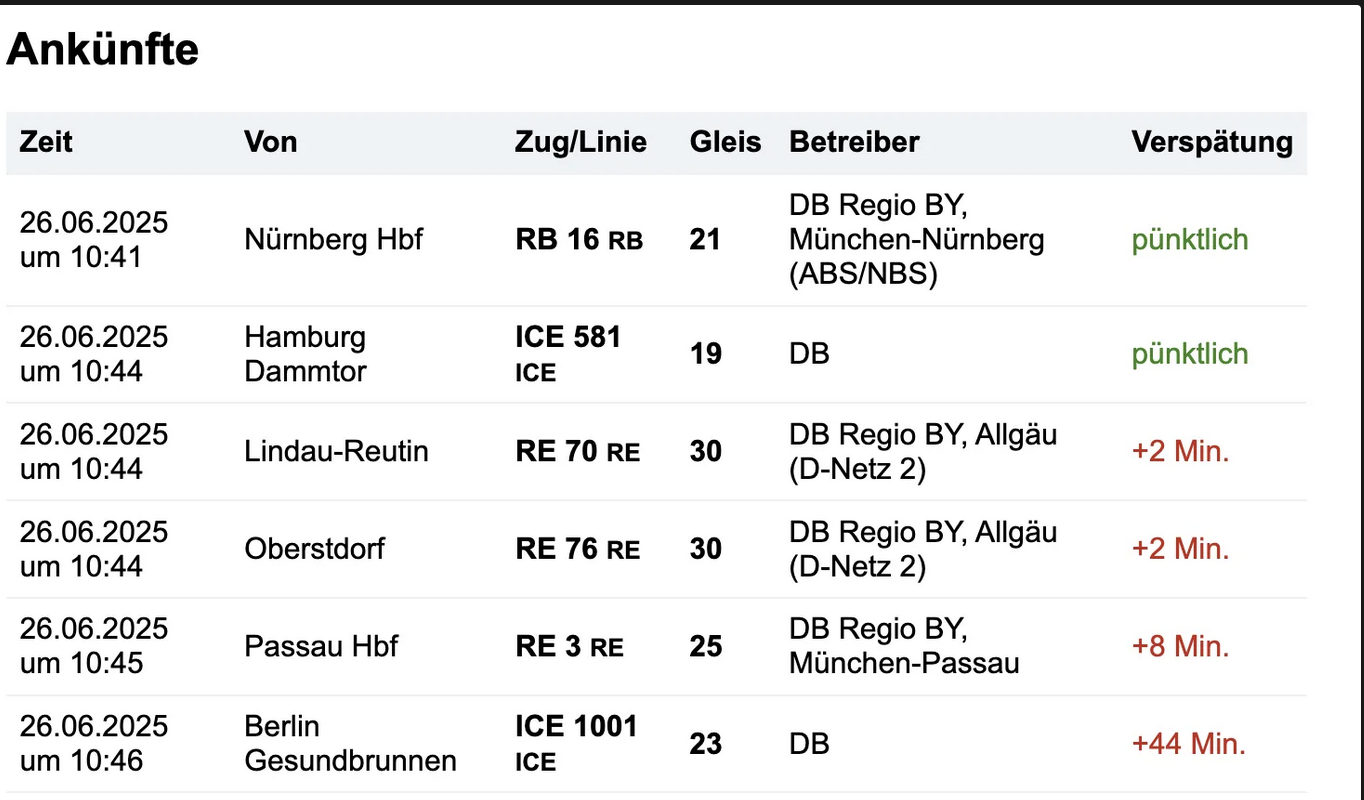 Ankünfte
Zeit Von Zug/Linie Gleis Betreiber Verspätung
26.06.2025
um 10:41
Nürnberg Hbf
RB 16 RB
21
DB Regio BY,
München-Nürnberg
(ABS/NBS)
pünktlich
26.06.2025
um 10:44
Hamburg
Dammtor
ICE 581
ICE
19
DB
pünktlich
26.06.2025
um 10:44
Lindau-Reutin
RE 70 RE
30
DB Regio BY, Allgäu
(D-Netz 2)
+2 Min.
26.06.2025
um 10:44
Oberstdorf
RE 76 RE
30
DB Regio BY, Allgäu
(D-Netz 2)
+2 Min.
26.06.2025
um 10:45
Passau Hbf
RE 3 RE
25
DB Regio BY,
München-Passau
+8 Min.
26.06.2025
um 10:46
Berlin
Gesundbrunnen
ICE 1001
ICE
23
DB
+44 Min.